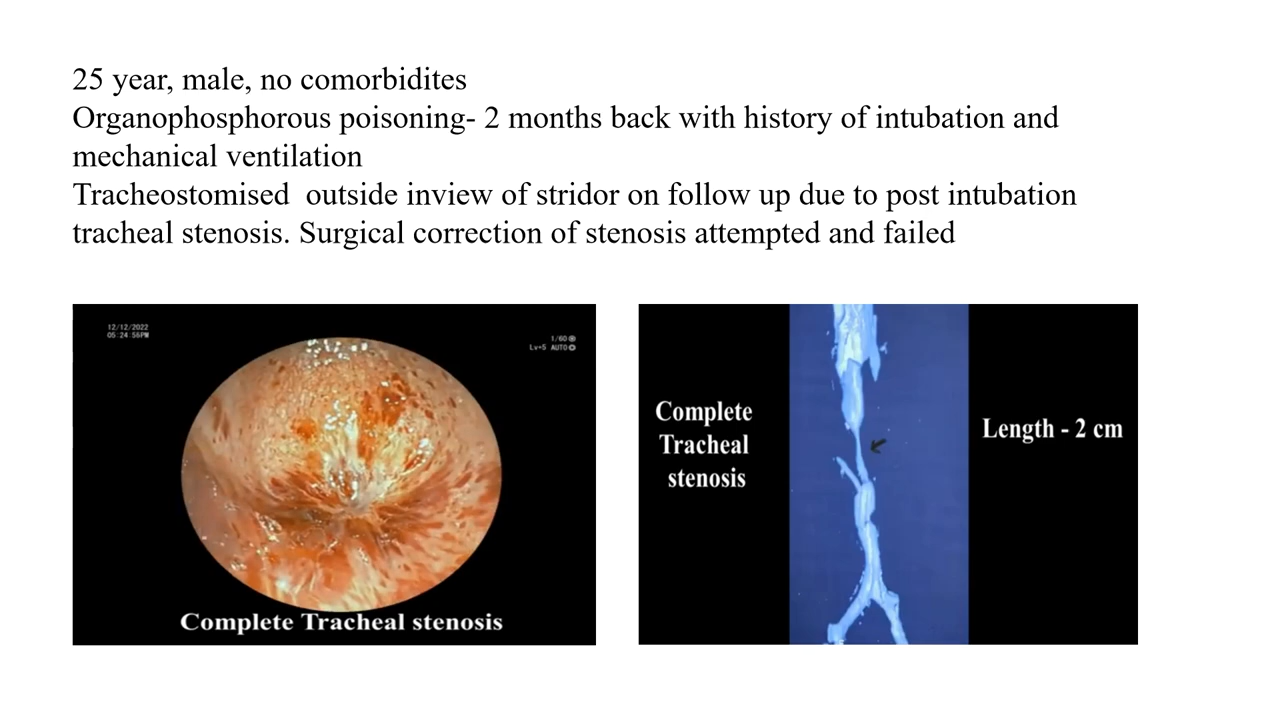 25 year, male, no comorbidites
Organophosphorous poisoning- 2 months back with history of intubation and
mechanical ventilation
Tracheostomised  outside inview of stridor on follow up due to post intubation
tracheal stenosis. Surgical correction of stenosis attempted and failed
12/12/2022
05:24:56PM
1/60
Lv+5 AUTO
Complete Tracheal stenosis
Complete
Tracheal
stenosis
Length - 2 cm